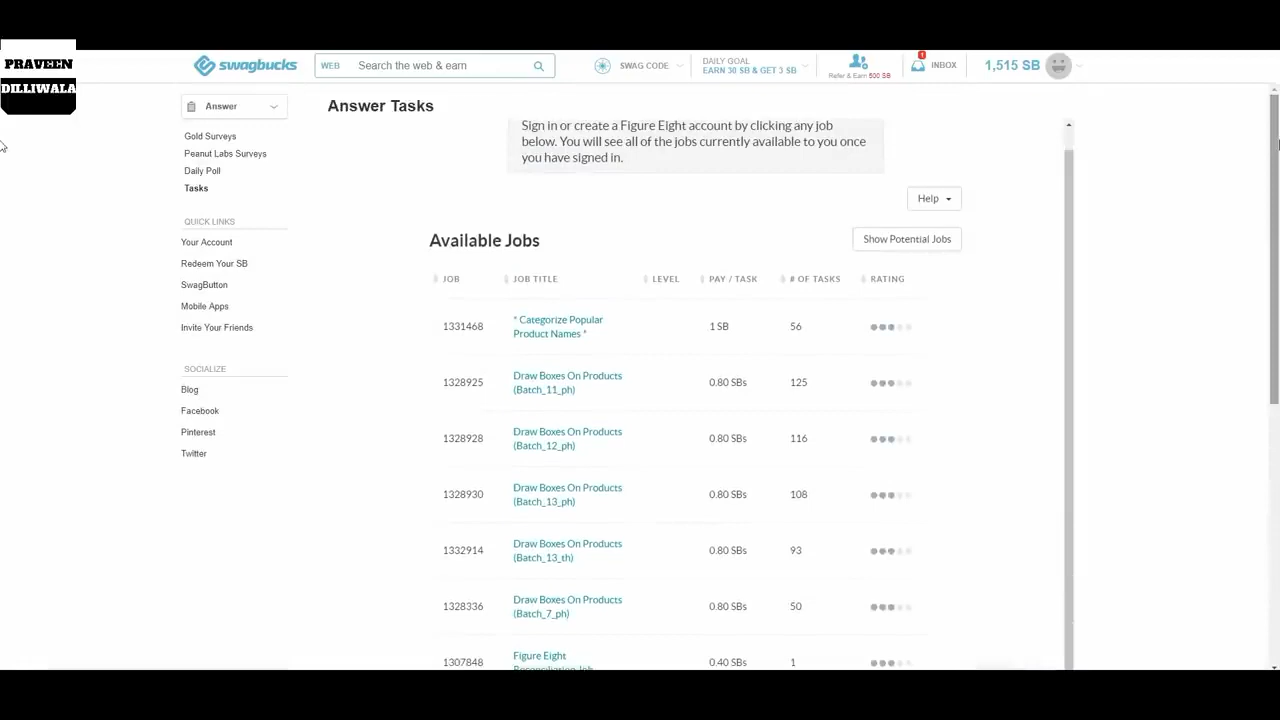 PRAVEEN
DILLIWALA
swagbucks
WEB Search the web & earn
SWAG CODE
DAILY GOAL
EARN 30 SB & GET 3 SB
Refer & Earn 500 SB
1
INBOX
1,515 SB
Answer
Gold Surveys
Peanut Labs Surveys
Daily Poll
Tasks
QUICK LINKS
Your Account
Redeem Your SB
SwagButton
Mobile Apps
Invite Your Friends
SOCIALIZE
Blog
Facebook
Pinterest
Twitter
Answer Tasks
Sign in or create a Figure Eight account by clicking any job
below. You will see all of the jobs currently available to you once
you have signed in.
Help
Available Jobs
Show Potential Jobs
JOB JOB TITLE LEVEL PAY / TASK # OF TASKS RATING
1331468 * Categorize Popular 1 SB 56
Product Names *
1328925 Draw Boxes On Products 0.80 SBs 125
(Batch_11_ph)
1328928 Draw Boxes On Products 0.80 SBs 116
(Batch_12_ph)
1328930 Draw Boxes On Products 0.80 SBs 108
(Batch_13_ph)
1332914 Draw Boxes On Products 0.80 SBs 93
(Batch_13_th)
1328336 Draw Boxes On Products 0.80 SBs 50
(Batch_7_ph)
1307848 Figure Eight 0.40 SBs 1
Reconciliation Job